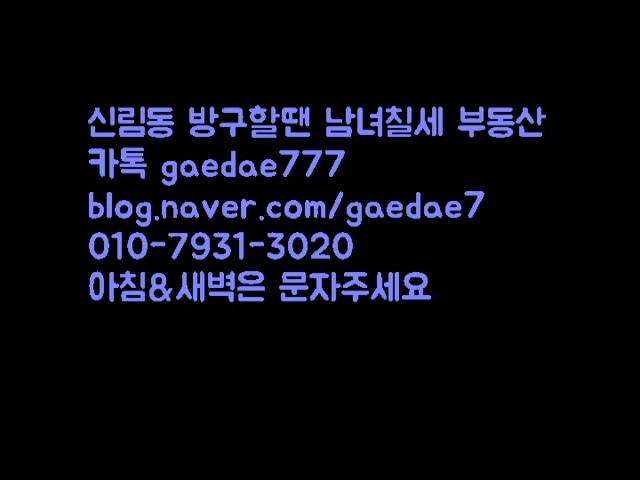 신림동 방구할땐 남녀칠세 부동산
카톡 gaedae777
blog.naver.com/gaedae7
010-7931-3020
아침&새벽은 문자주세요